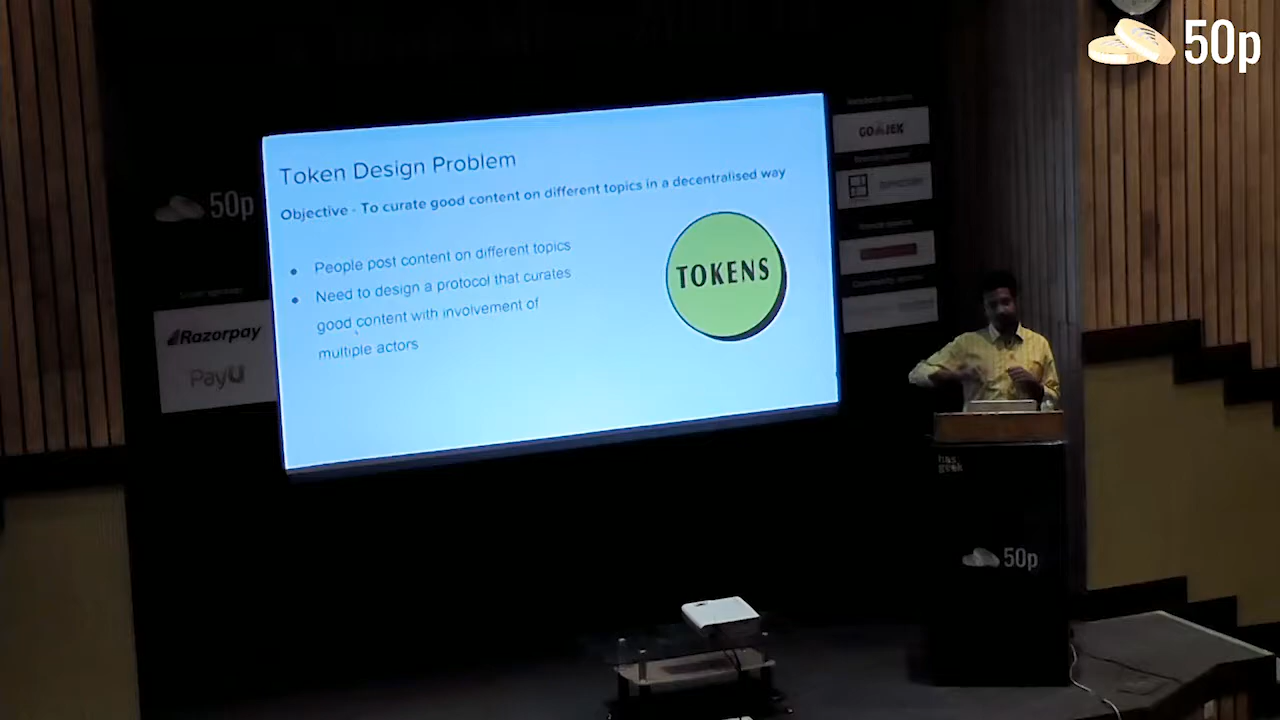 50p
Token Design Problem
Objective - To curate good content on different topics in a decentralised way
People post content on different topics
Need to design a protocol that curates
good content with involvement of
multiple actors
TOKENS
50p
Razorpay
PayU
GOJEK
has
geek
50p